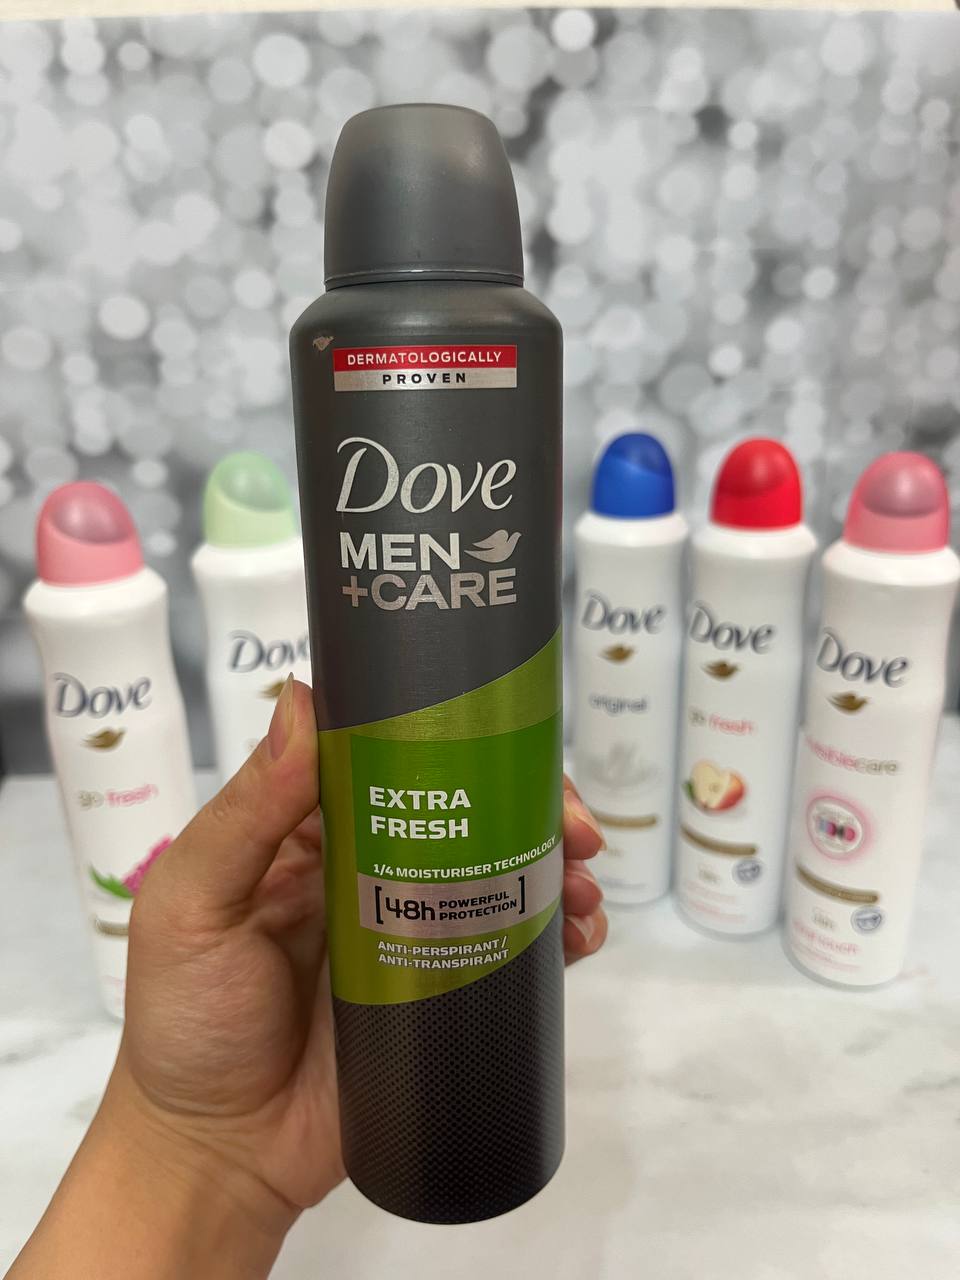 DERMATOLOGICALLY
PROVEN
Dove
MEN
+CARE
EXTRA
FRESH
1/4 MOISTURISER TECHNOLOGY
[48h POWERFUL
PROTECTION]
ANTI-PERSPIRANT/
ANTI-TRANSPIRANT
Dove
go fresh
Dove
Dove
original
Dove
go fresh
Dove
invisiblecare